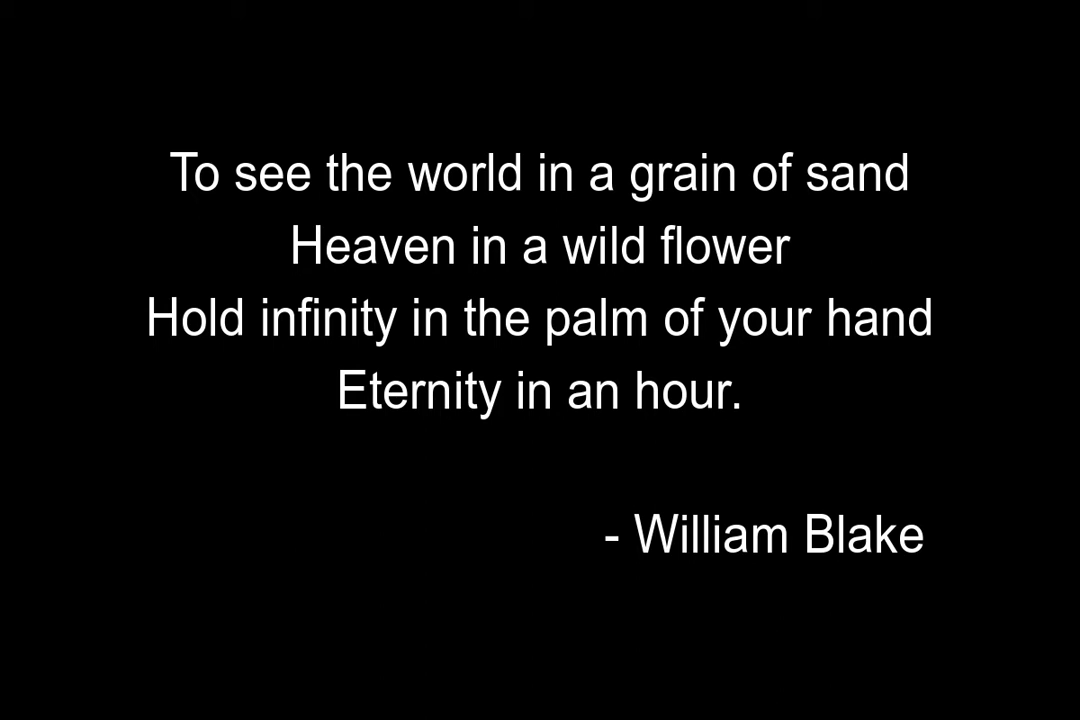 To see the world in a grain of sand
Heaven in a wild flower
Hold infinity in the palm of your hand
Eternity in an hour.
- William Blake